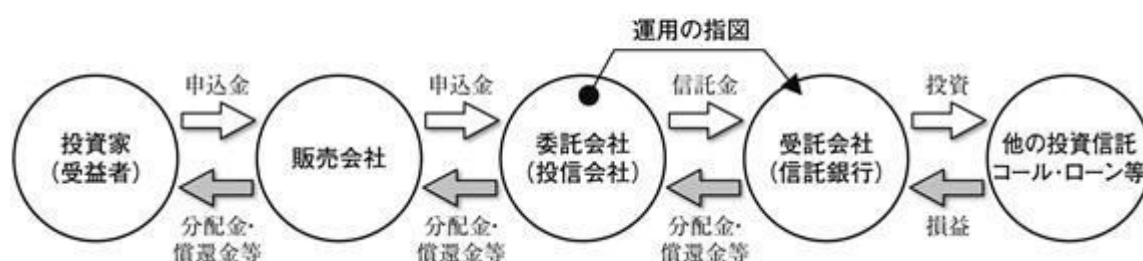 運用の指図
申込金
申込金
信託金
投資
投資家
(受益者)
販売会社
委託会社
(投信会社)
受託会社
(信託銀行)
他の投資信託
コール・ローン等
分配金・
償還金等
分配金・
償還金等
分配金・
償還金等
損益